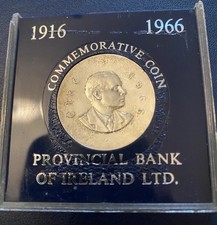 1916 1966
COMMEMORATIVE COIN
PROVINCIAL BANK
OF IRELAND LTD.